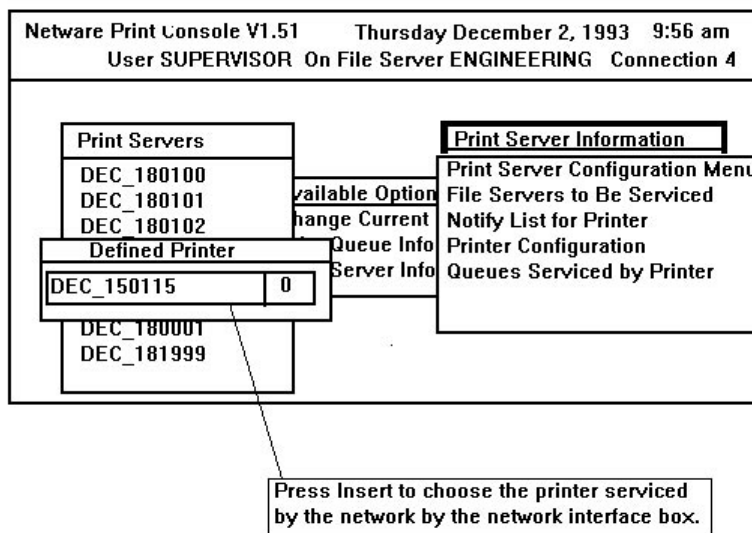 Netware Print Console V1.51 Thursday December 2, 1993 9:56 am
User SUPERVISOR On File Server ENGINEERING Connection 4
Print Servers
DEC_180100
DEC_180101
DEC_180102
Defined Printer
DEC_150115 0
DEC_180001
DEC_181999
vailable Option
hange Current
Queue Info
Server Info
Print Server Information
Print Server Configuration Menu
File Servers to Be Serviced
Notify List for Printer
Printer Configuration
Queues Serviced by Printer
Press Insert to choose the printer serviced
by the network by the network interface box.